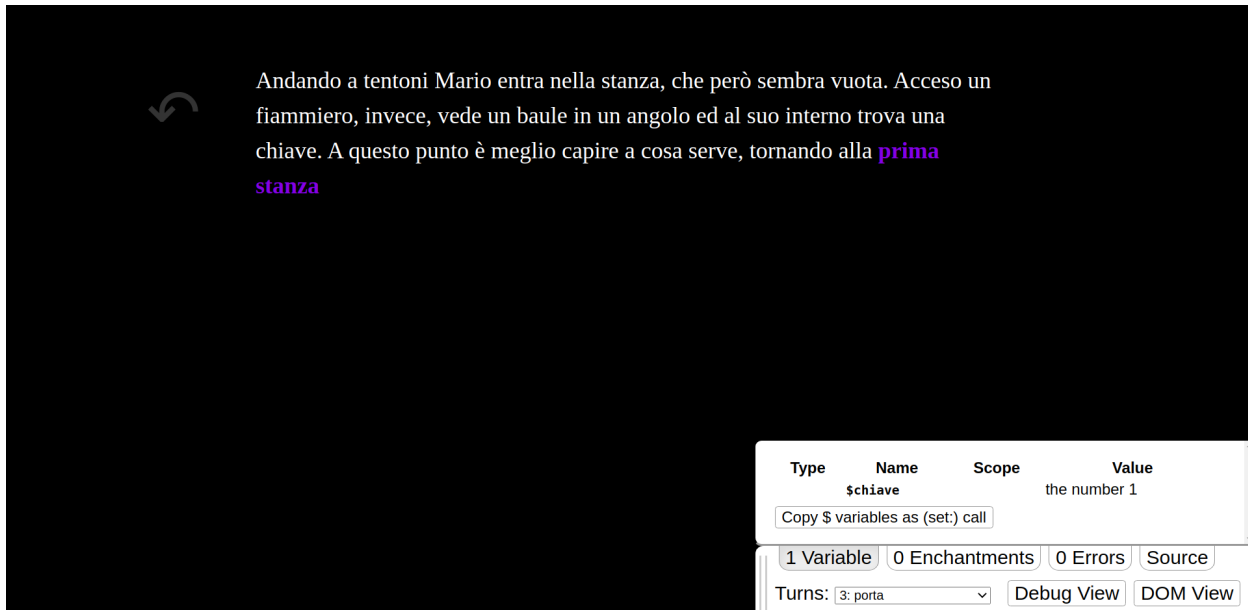 Andando a tentoni Mario entra nella stanza, che però sembra vuota. Acceso un
fiammiero, invece, vede un baule in un angolo ed al suo interno trova una
chiave. A questo punto è meglio capire a cosa serve, tornando alla prima
stanza
Type Name Scope Value
$chiave the number 1
Copy $ variables as (set:) call
1 Variable 0 Enchantments 0 Errors Source
Turns: 3: porta Debug View DOM View